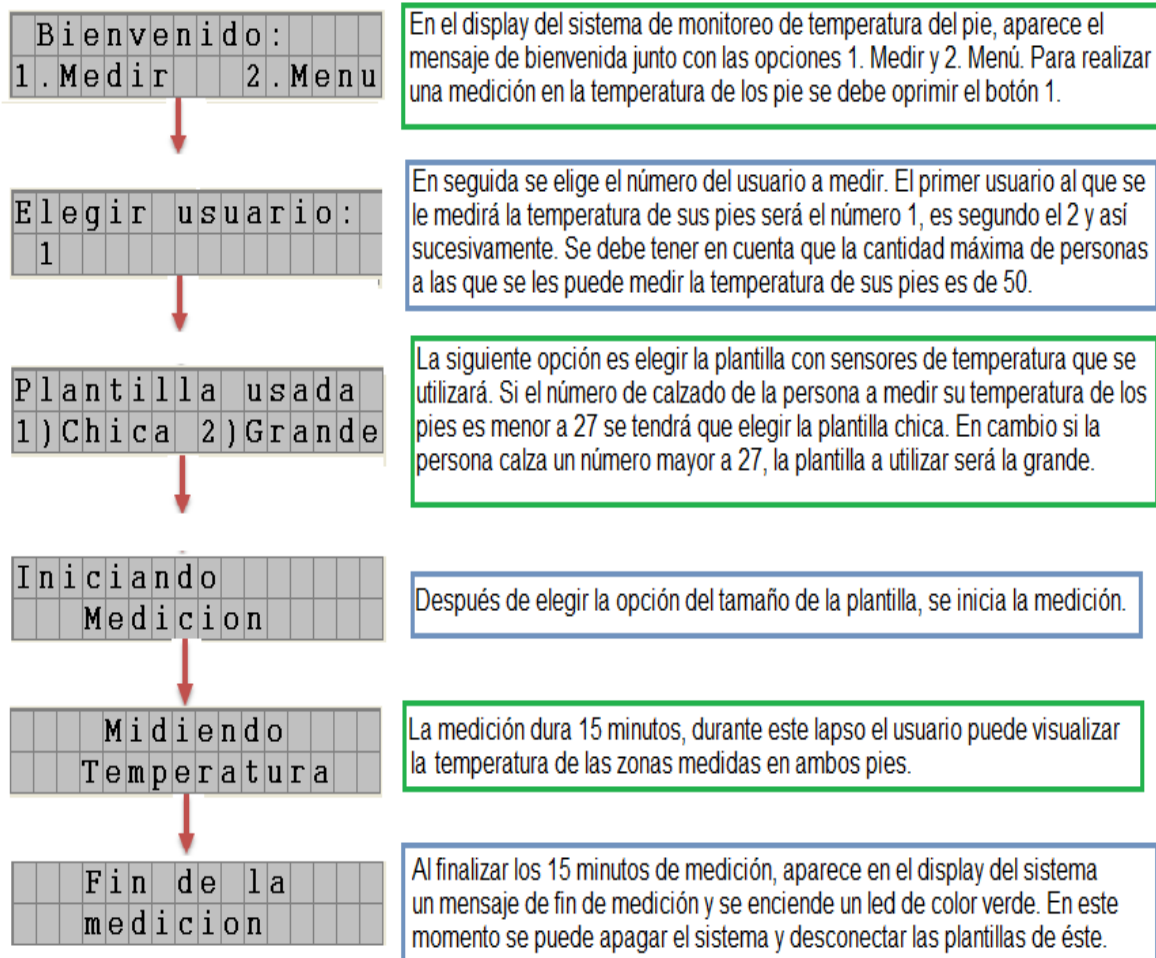 Bienvenido:
1.Medir 2.Menu
En el display del sistema de monitoreo de temperatura del pie, aparece el
mensaje de bienvenida junto con las opciones 1. Medir y 2. Menú. Para realizar
una medición en la temperatura de los pie se debe oprimir el botón 1.
Elegir usuario:
1
En seguida se elige el número del usuario a medir. El primer usuario al que se
le medirá la temperatura de sus pies será el número 1, es segundo el 2 y así
sucesivamente. Se debe tener en cuenta que la cantidad máxima de personas
a las que se les puede medir la temperatura de sus pies es de 50.
Plantilla usada
1)Chica 2)Grande
La siguiente opción es elegir la plantilla con sensores de temperatura que se
utilizará. Si el número de calzado de la persona a medir su temperatura de los
pies es menor a 27 se tendrá que elegir la plantilla chica. En cambio si la
persona calza un número mayor a 27, la plantilla a utilizar será la grande.
Iniciando
Medicion
Después de elegir la opción del tamaño de la plantilla, se inicia la medición.
Midiendo
Temperatura
La medición dura 15 minutos, durante este lapso el usuario puede visualizar
la temperatura de las zonas medidas en ambos pies.
Fin de la
medicion
Al finalizar los 15 minutos de medición, aparece en el display del sistema
un mensaje de fin de medición y se enciende un led de color verde. En este
momento se puede apagar el sistema y desconectar las plantillas de éste.